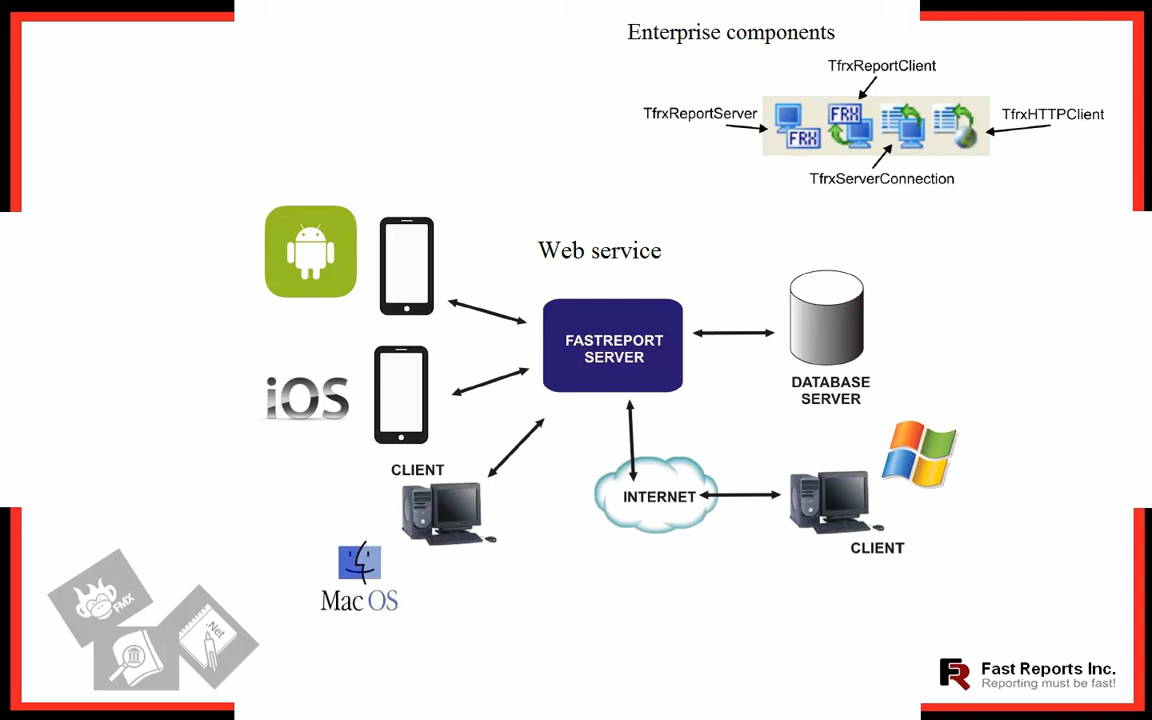 Enterprise components
TfrxReportClient
TfrxReportServer
FRX
FRX
TfrxHTTPClient
TfrxServerConnection
Web service
FASTREPORT
SERVER
DATABASE
SERVER
iOS
CLIENT
INTERNET
CLIENT
Mac OS
FMX
.Net
FR
Fast Reports Inc.
Reporting must be fast!